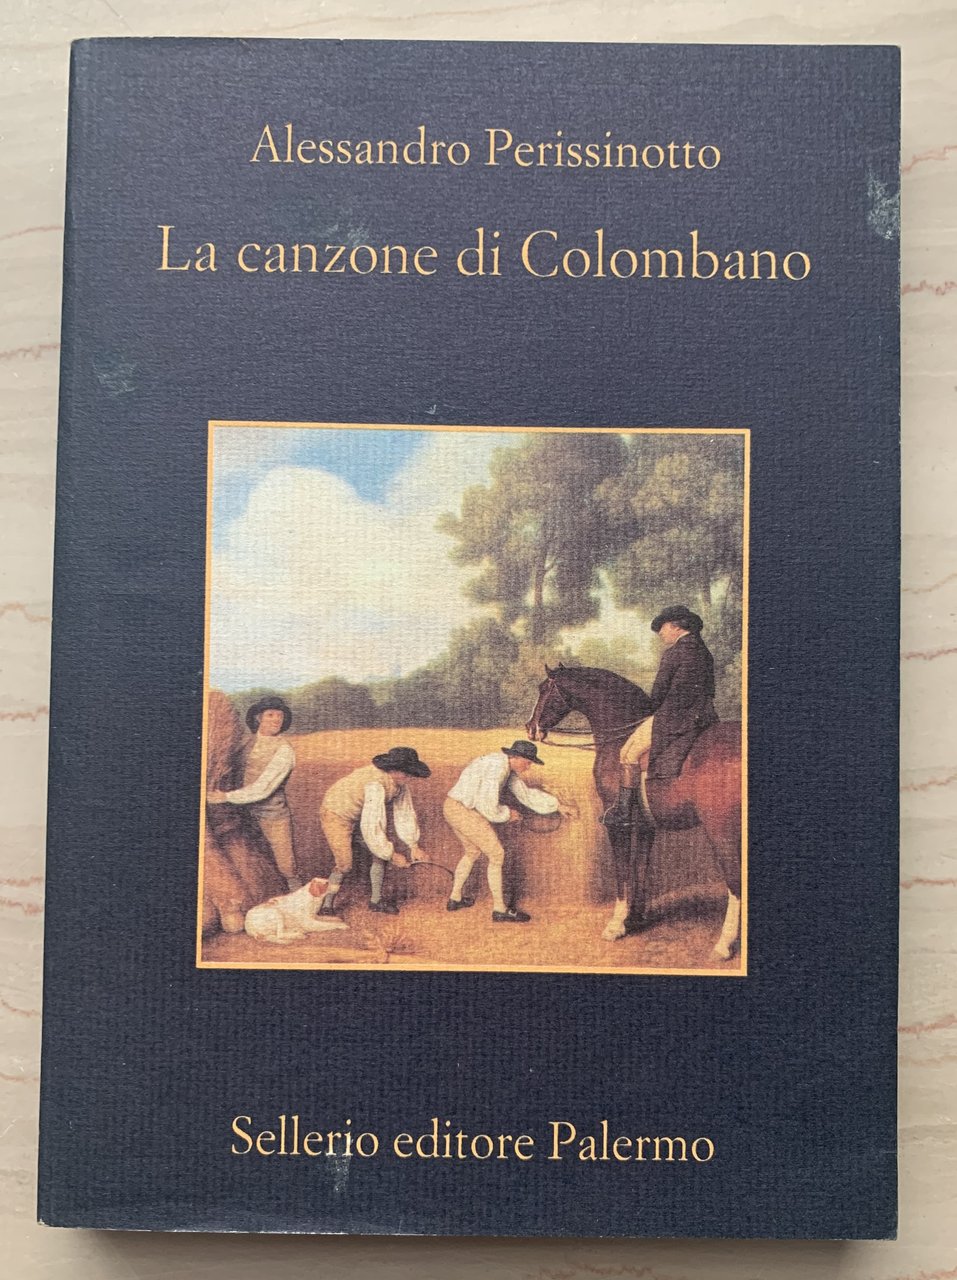 Alessandro Perissinotto
La canzone di Colombano
Sellerio editore Palermo